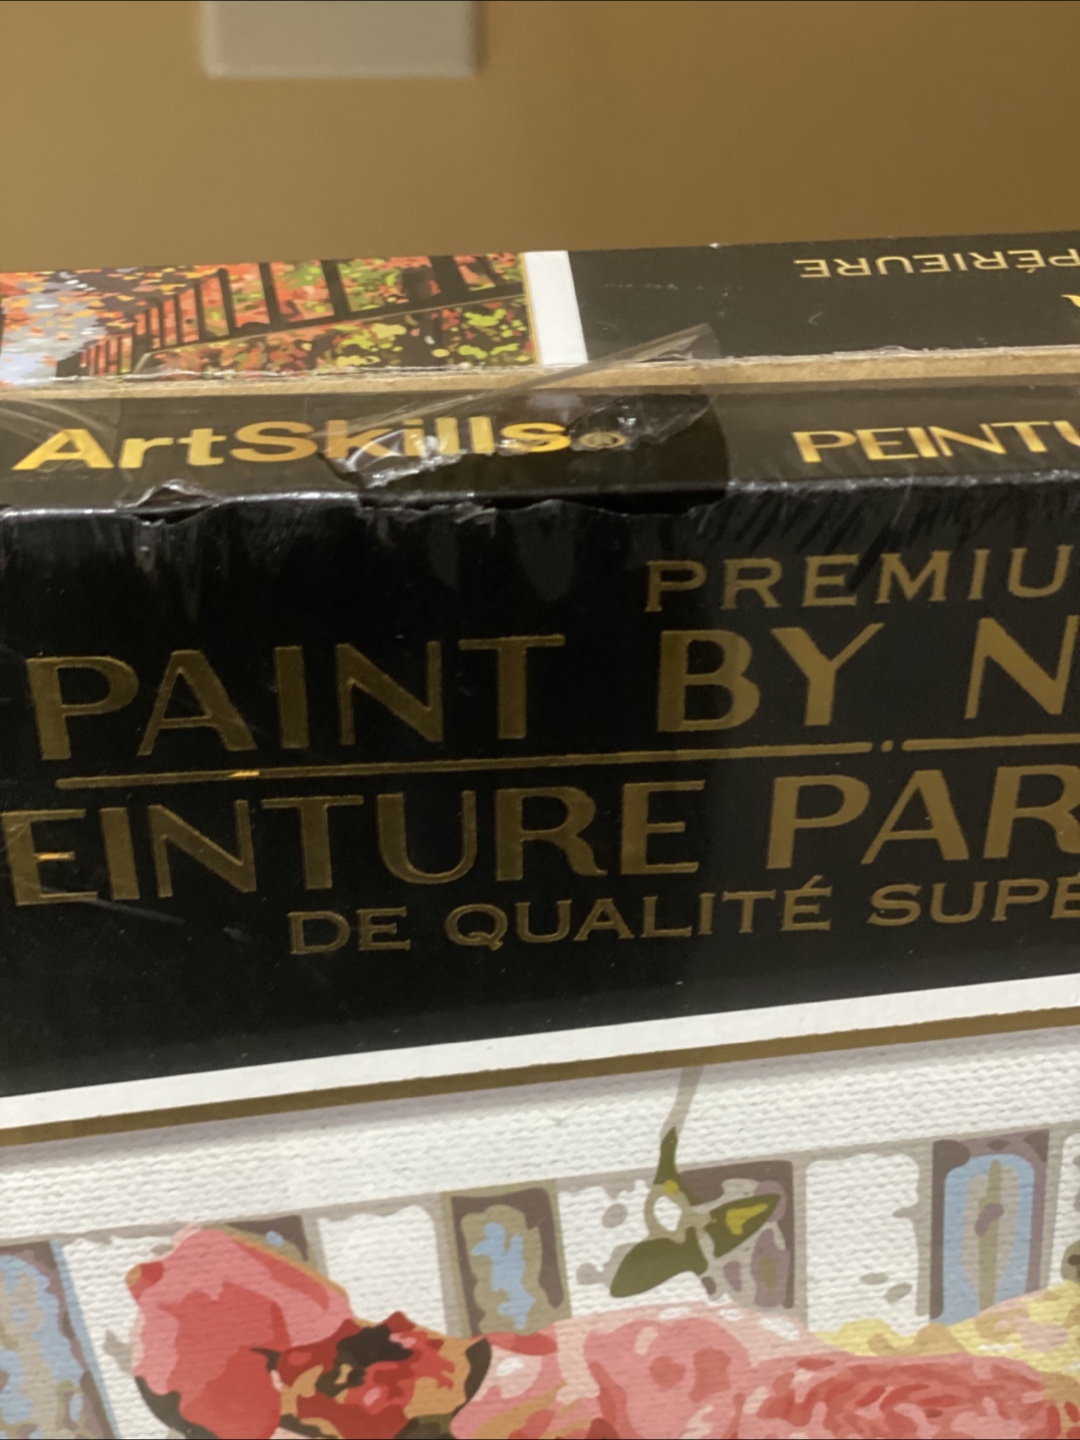 PÉRIEURE
ArtSkills® PEINTU
PREMIU
PAINT BY N
EINTURE PAR
DE QUALITÉ SUPÉ